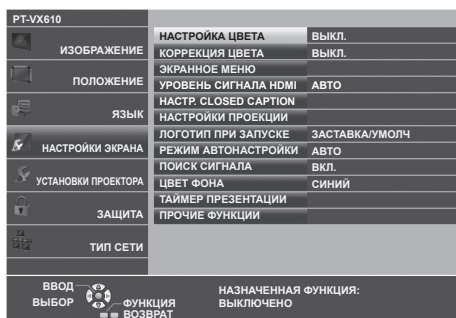 PT-VX610
ИЗОБРАЖЕНИЕ
ПОЛОЖЕНИЕ
ЯЗЫК
НАСТРОЙКИ ЭКРАНА
УСТАНОВКИ ПРОЕКТОРА
ЗАЩИТА
ТИП СЕТИ
НАСТРОЙКА ЦВЕТА ВЫКЛ.
КОРРЕКЦИЯ ЦВЕТА ВЫКЛ.
ЭКРАННОЕ МЕНЮ
УРОВЕНЬ СИГНАЛА HDMI АВТО
НАСТР. CLOSED CAPTION
НАСТРОЙКИ ПРОЕКЦИИ
ЛОГОТИП ПРИ ЗАПУСКЕ ЗАСТАВКА/УМОЛЧ
РЕЖИМ АВТОНАСТРОЙКИ АВТО
ПОИСК СИГНАЛА ВКЛ.
ЦВЕТ ФОНА СИНИЙ
ТАЙМЕР ПРЕЗЕНТАЦИИ
ПРОЧИЕ ФУНКЦИИ
ВВОД
ВЫБОР
ФУНКЦИЯ
ВОЗВРАТ
НАЗНАЧЕННАЯ ФУНКЦИЯ:
ВЫКЛЮЧЕНО